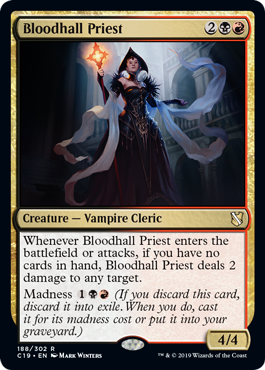 Bloodhall Priest 2
Creature — Vampire Cleric
Whenever Bloodhall Priest enters the
battlefield or attacks, if you have no
cards in hand, Bloodhall Priest deals 2
damage to any target.
Madness 1 (If you discard this card,
discard it into exile. When you do, cast
it for its madness cost or put it into your
graveyard.)
4/4
188/302 R
C19 • EN MARK WINTERS
™ & © 2019 Wizards of the Coast